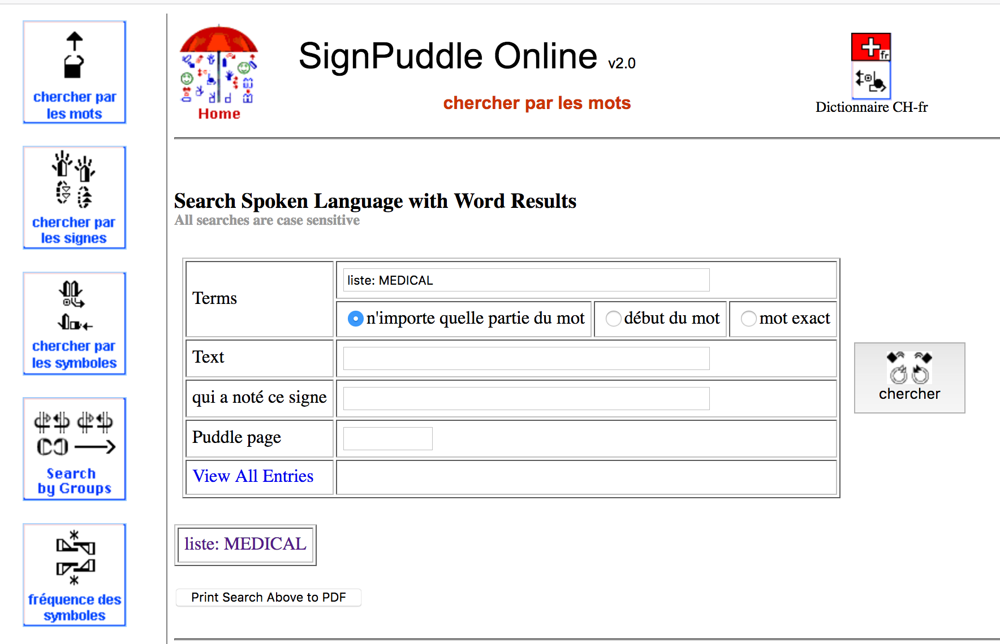 chercher par
les mots
chercher par
les signes
chercher par
les symboles
Search
by Groups
fréquence des
symboles
Home
SignPuddle Online v2.0
chercher par les mots
fr
Dictionnaire CH-fr
Search Spoken Language with Word Results
All searches are case sensitive
Terms
liste: MEDICAL
n'importe quelle partie du mot
début du mot
mot exact
Text
qui a noté ce signe
Puddle page
View All Entries
chercher
liste: MEDICAL
Print Search Above to PDF